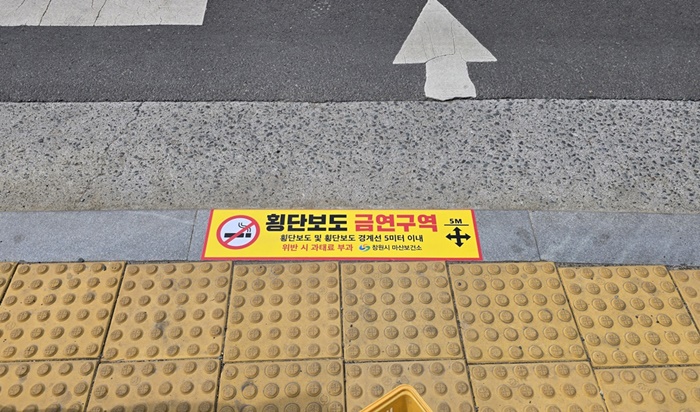 횡단보도 금연구역 5M
횡단보도 및 횡단보도 경계선 5미터 이내
위반 시 과태료 부과 창원시 마산보건소